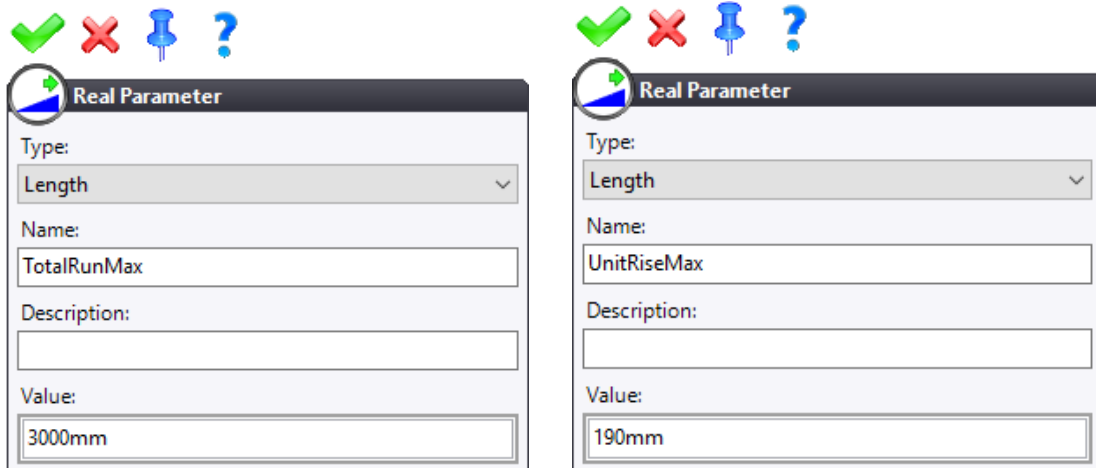 Real Parameter
Type:
Length
Name:
TotalRunMax
Description:
Value:
3000mm
Real Parameter
Type:
Length
Name:
UnitRiseMax
Description:
Value:
190mm